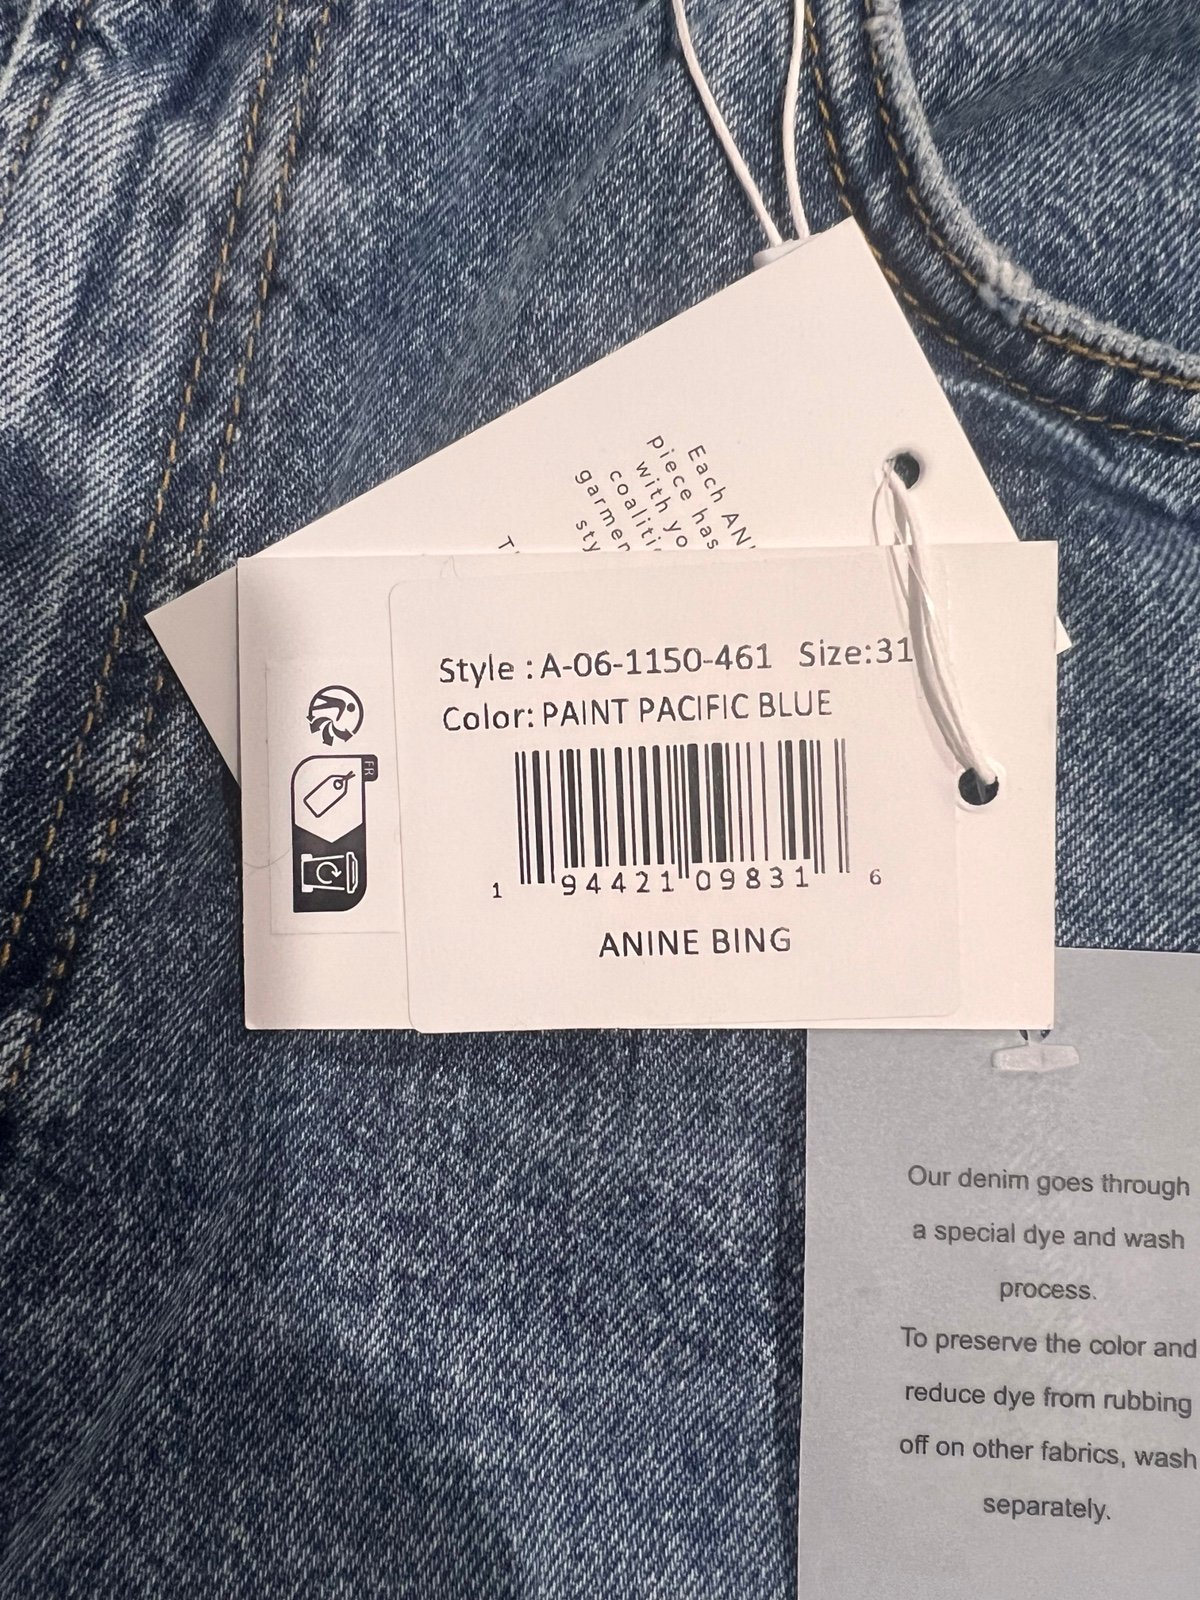 Each AN
piece has
with yo
coaliti
garmen
sty
T
Style : A-06-1150-461 Size:31
Color: PAINT PACIFIC BLUE
1 94421 09831 6
ANINE BING
FR
Our denim goes through
a special dye and wash
process.
To preserve the color and
reduce dye from rubbing
off on other fabrics, wash
separately.